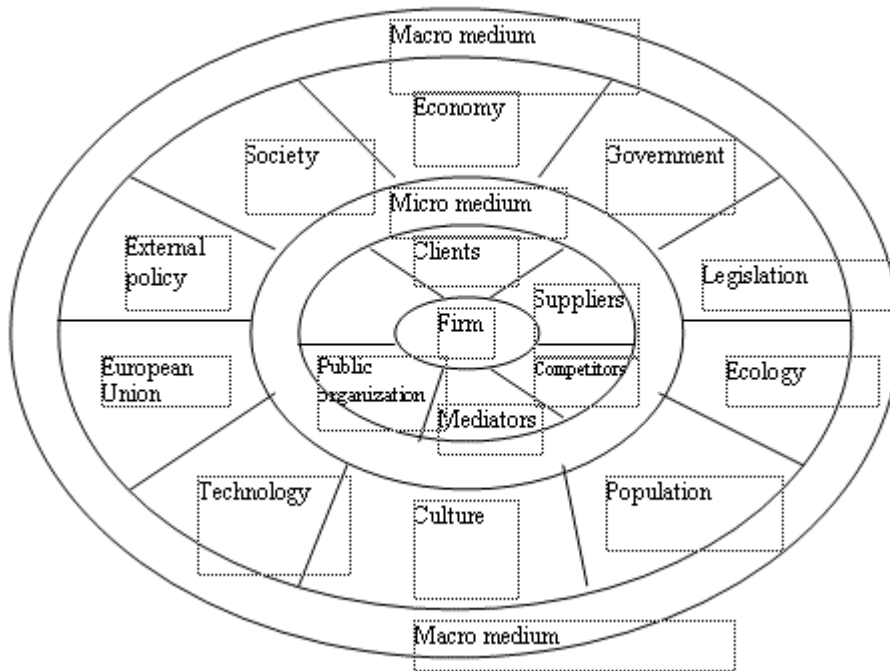 Macro medium
Economy
Society
Government
Micro medium
External
policy
Clients
Legislation
Suppliers
Firm
European
Union
Public
organization
Competitors
Ecology
Mediators
Technology
Culture
Population
Macro medium